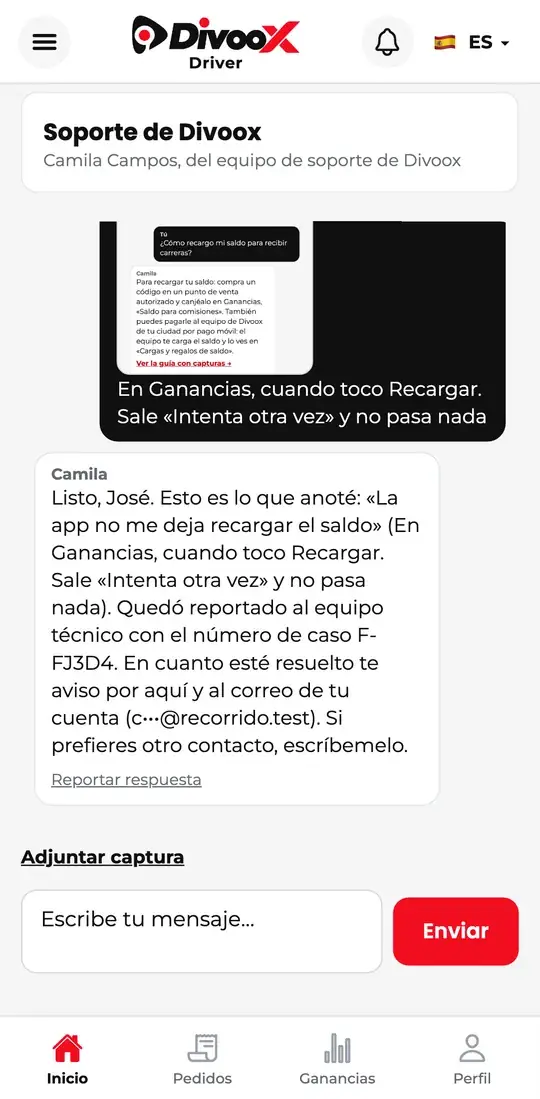 DivooX
Driver
ES
Soporte de Divoox
Camila Campos, del equipo de soporte de Divoox
Tú
¿Cómo recargo mi saldo para recibir
carreras?
Camila
Para recargar tu saldo: compra un
código en un punto de venta
autorizado y canjéalo en Ganancias,
«Saldo para comisiones». También
puedes pagarle al equipo de Divoox
de tu ciudad por pago móvil: el
equipo te carga el saldo y lo ves en
«Cargas y regalos de saldo».
Ver la guía con capturas →
En Ganancias, cuando toco Recargar.
Sale «Intenta otra vez» y no pasa nada
Camila
Listo, José. Esto es lo que anoté: «La
app no me deja recargar el saldo» (En
Ganancias, cuando toco Recargar.
Sale «Intenta otra vez» y no pasa
nada). Quedó reportado al equipo
técnico con el número de caso F-
FJ3D4. En cuanto esté resuelto te
aviso por aquí y al correo de tu
cuenta (c···@recorrido.test). Si
prefieres otro contacto, escríbemelo.
Reportar respuesta
Adjuntar captura
Escribe tu mensaje...
Enviar
Inicio
Pedidos
Ganancias
Perfil